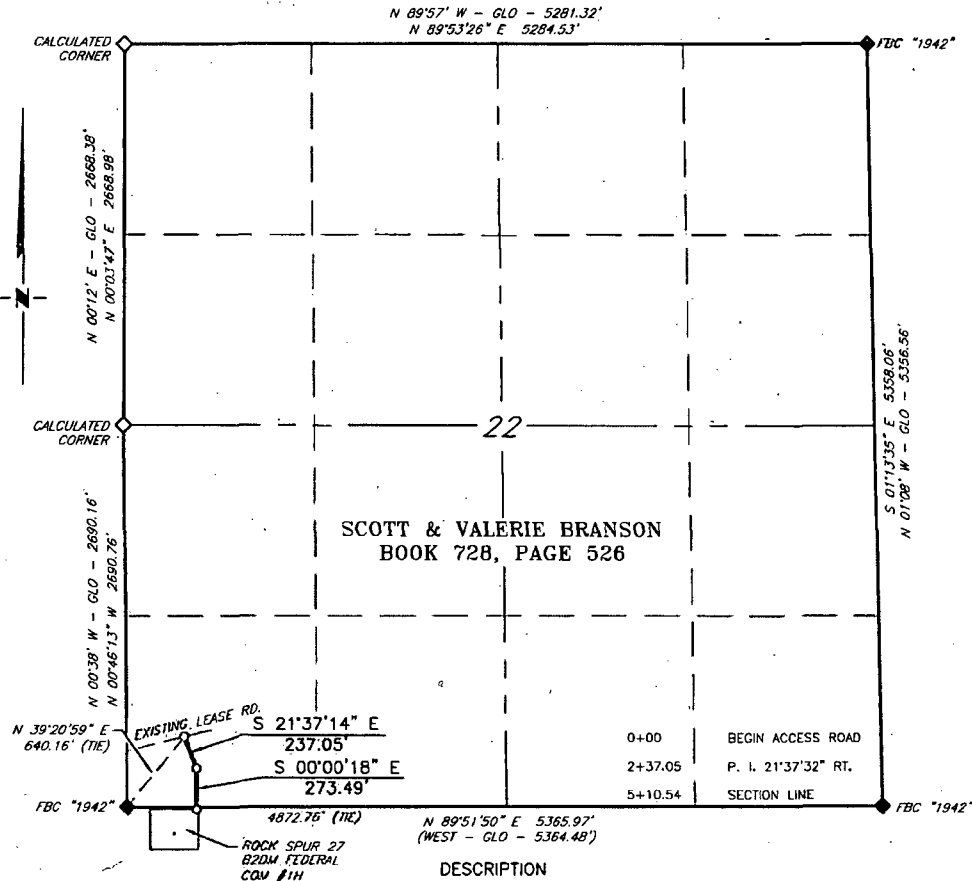 N 89°57' W - GLO - 5281.32'
N 89°53'26" E 5284.53'
CALCULATED
CORNER
FBC "1942"
N 00°12' E - GLO - 2668.38'
N 00°03'47" E 2668.98'
N
CALCULATED
CORNER
22
S 01°13'35" E 5358.06'
N 01°08' W - GLO - 5356.56'
SCOTT & VALERIE BRANSON
BOOK 728, PAGE 526
N 00°38' W - GLO - 2690.16'
N 00°46'13" W 2690.76'
N 39°20'59" E
640.16' (TIE)
EXISTING LEASE RD.
S 21°37'14" E
237.05'
S 00°00'18" E
273.49'
0+00 BEGIN ACCESS ROAD
2+37.05 P. I. 21°37'32" RT.
5+10.54 SECTION LINE
FBC "1942"
4872.76' (TIE)
N 89°51'50" E 5365.97'
(WEST - GLO - 5364.48')
FBC "1942"
ROCK SPUR 27
B2DM FEDERAL
COM #1H
DESCRIPTION